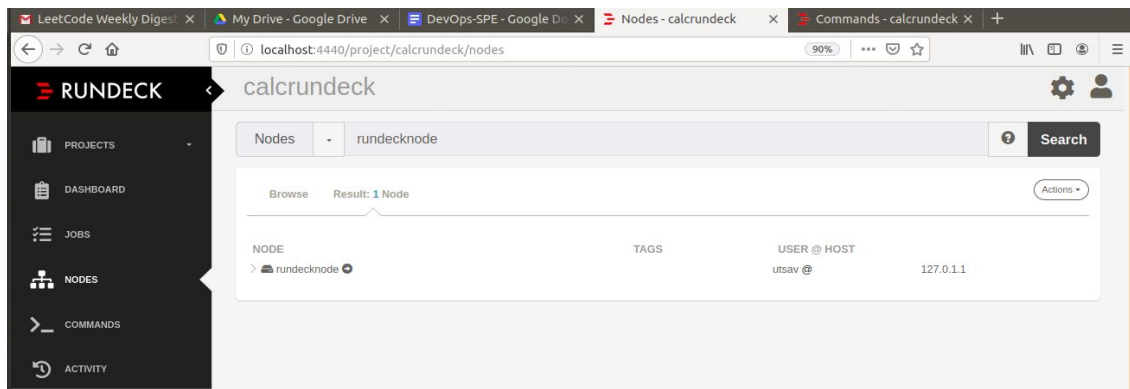 LeetCode Weekly Digest
My Drive - Google Drive
DevOps-SPE - Google Do
Nodes - calcrundeck
Commands - calcrundeck
localhost:4440/project/calcrundeck/nodes
90%
RUNDECK
calcrundeck
PROJECTS
Nodes
rundecknode
Search
DASHBOARD
Browse
Result: 1 Node
Actions
JOBS
NODE
TAGS
USER @ HOST
rundecknode
utsav @
127.0.1.1
NODES
COMMANDS
ACTIVITY